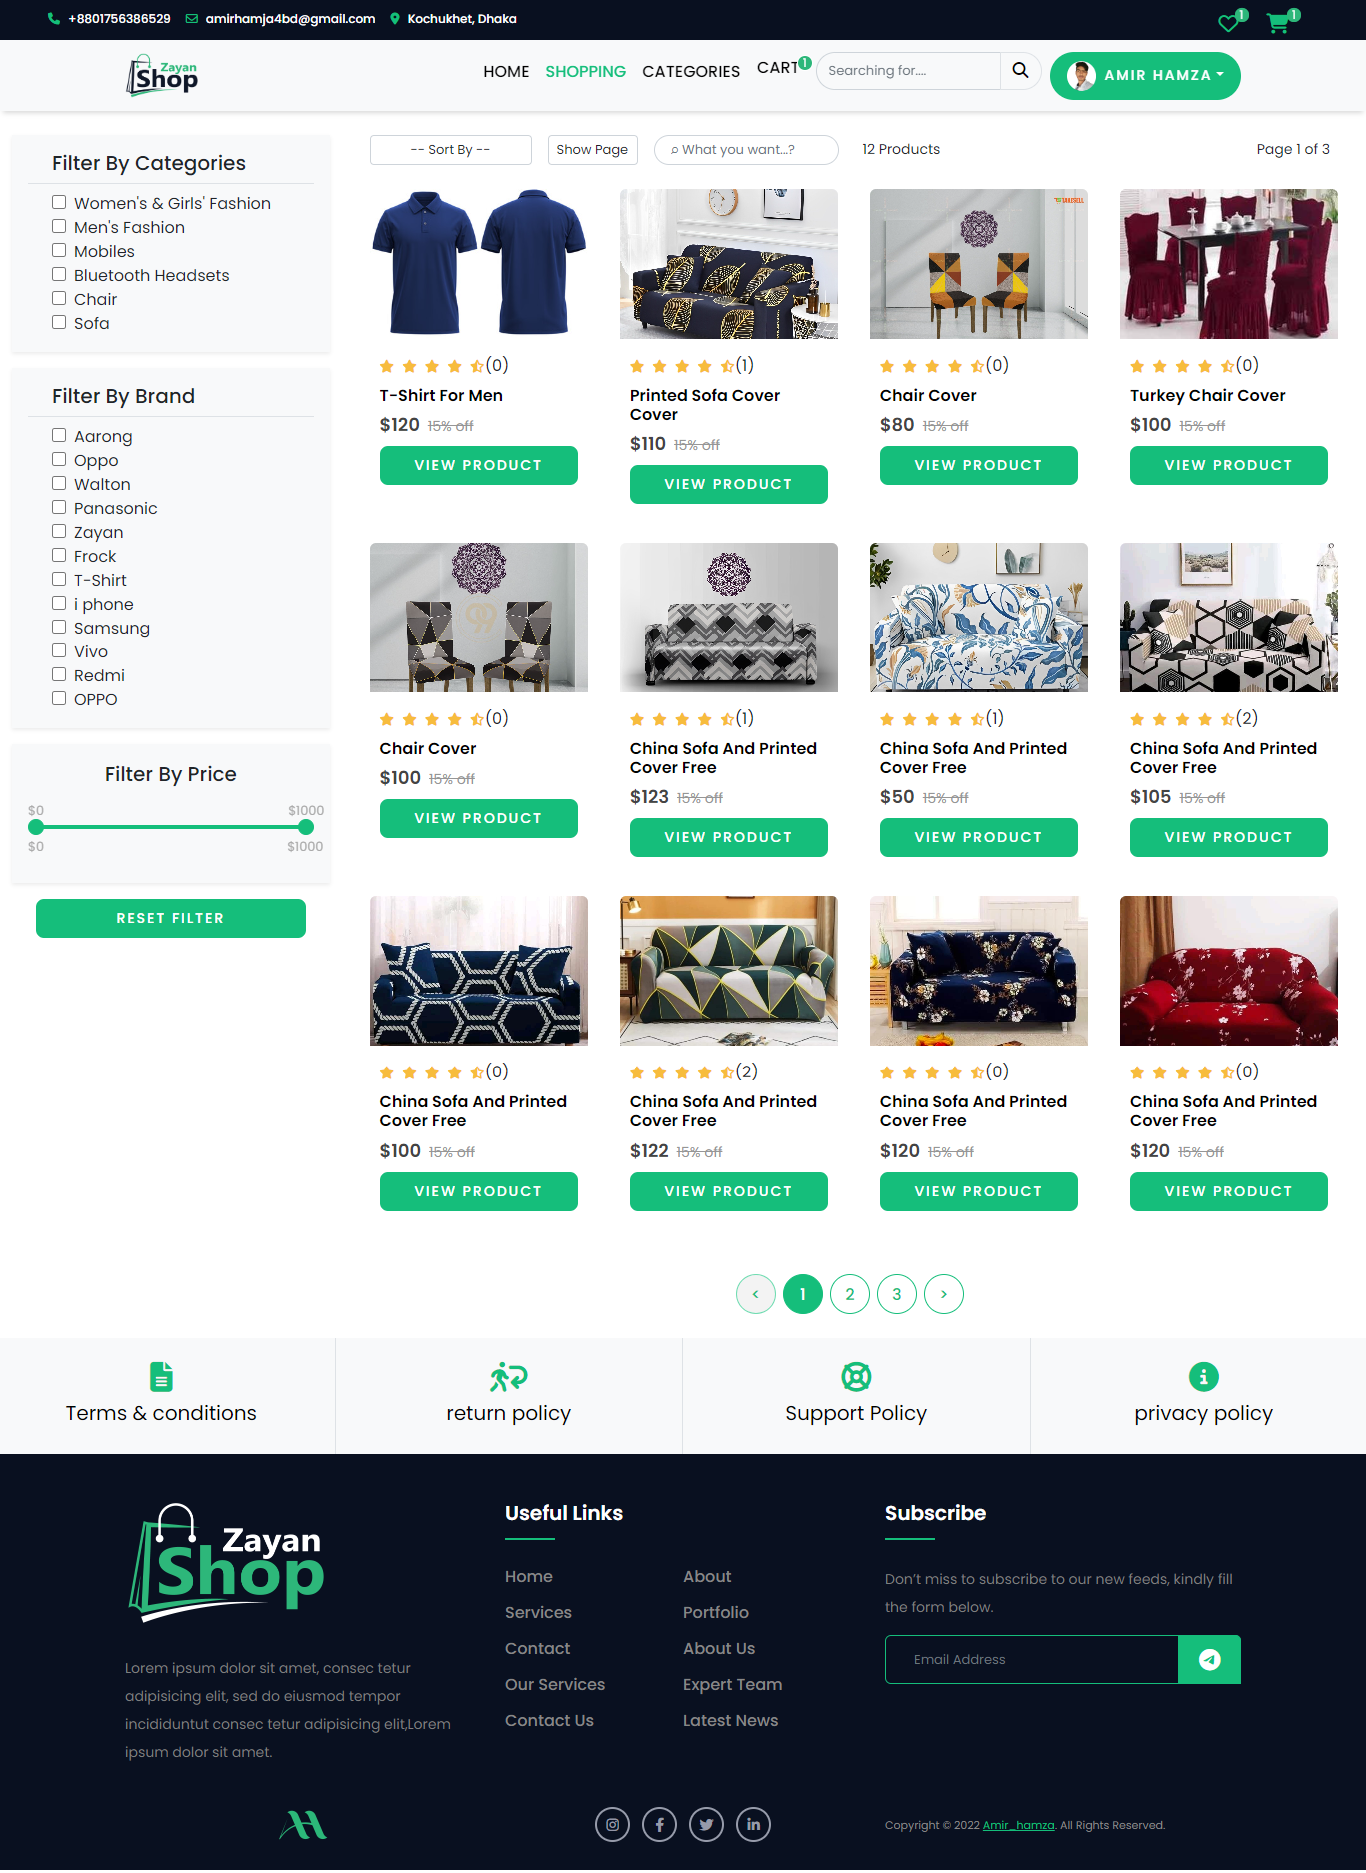 +8801756386529 amirhamja4bd@gmail.com Kochukhet, Dhaka 1 1
Zayan Shop HOME SHOPPING CATEGORIES CART 1 Searching for.... AMIR HAMZA
Filter By Categories
Women's & Girls' Fashion
Men's Fashion
Mobiles
Bluetooth Headsets
Chair
Sofa
Filter By Brand
Aarong
Oppo
Walton
Panasonic
Zayan
Frock
T-Shirt
i phone
Samsung
Vivo
Redmi
OPPO
Filter By Price
$0 $1000
$0 $1000
RESET FILTER
-- Sort By -- Show Page What you want...? 12 Products Page 1 of 3
(0)
T-Shirt For Men
$120 15% off
VIEW PRODUCT
(1)
Printed Sofa Cover
Cover
$110 15% off
VIEW PRODUCT
(0)
Chair Cover
$80 15% off
VIEW PRODUCT
(0)
Turkey Chair Cover
$100 15% off
VIEW PRODUCT
(0)
Chair Cover
$100 15% off
VIEW PRODUCT
(1)
China Sofa And Printed
Cover Free
$123 15% off
VIEW PRODUCT
(1)
China Sofa And Printed
Cover Free
$50 15% off
VIEW PRODUCT
(2)
China Sofa And Printed
Cover Free
$105 15% off
VIEW PRODUCT
(0)
China Sofa And Printed
Cover Free
$100 15% off
VIEW PRODUCT
(2)
China Sofa And Printed
Cover Free
$122 15% off
VIEW PRODUCT
(0)
China Sofa And Printed
Cover Free
$120 15% off
VIEW PRODUCT
(0)
China Sofa And Printed
Cover Free
$120 15% off
VIEW PRODUCT
< 1 2 3 >
Terms & conditions return policy Support Policy privacy policy
Zayan
Shop
Lorem ipsum dolor sit amet, consec tetur
adipisicing elit, sed do eiusmod tempor
incididuntut consec tetur adipisicing elit,Lorem
ipsum dolor sit amet.
Useful Links
Home About
Services Portfolio
Contact About Us
Our Services Expert Team
Contact Us Latest News
Subscribe
Don't miss to subscribe to our new feeds, kindly fill
the form below.
Email Address
Copyright © 2022 Amir_hamza. All Rights Reserved.